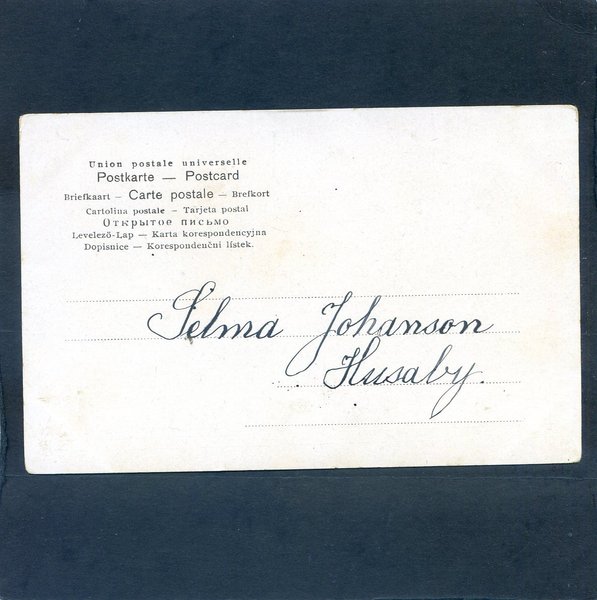 Union postale universelle
Postkarte — Postcard
Briefkaart – Carte postale – Brefkort
Cartolina postale – Tarjeta postal
Открытое письмо
Levelező-Lap — Karta korespondencyjna
Dopisnice — Korespondenčni lístek.
Selma Johanson
Husaby.